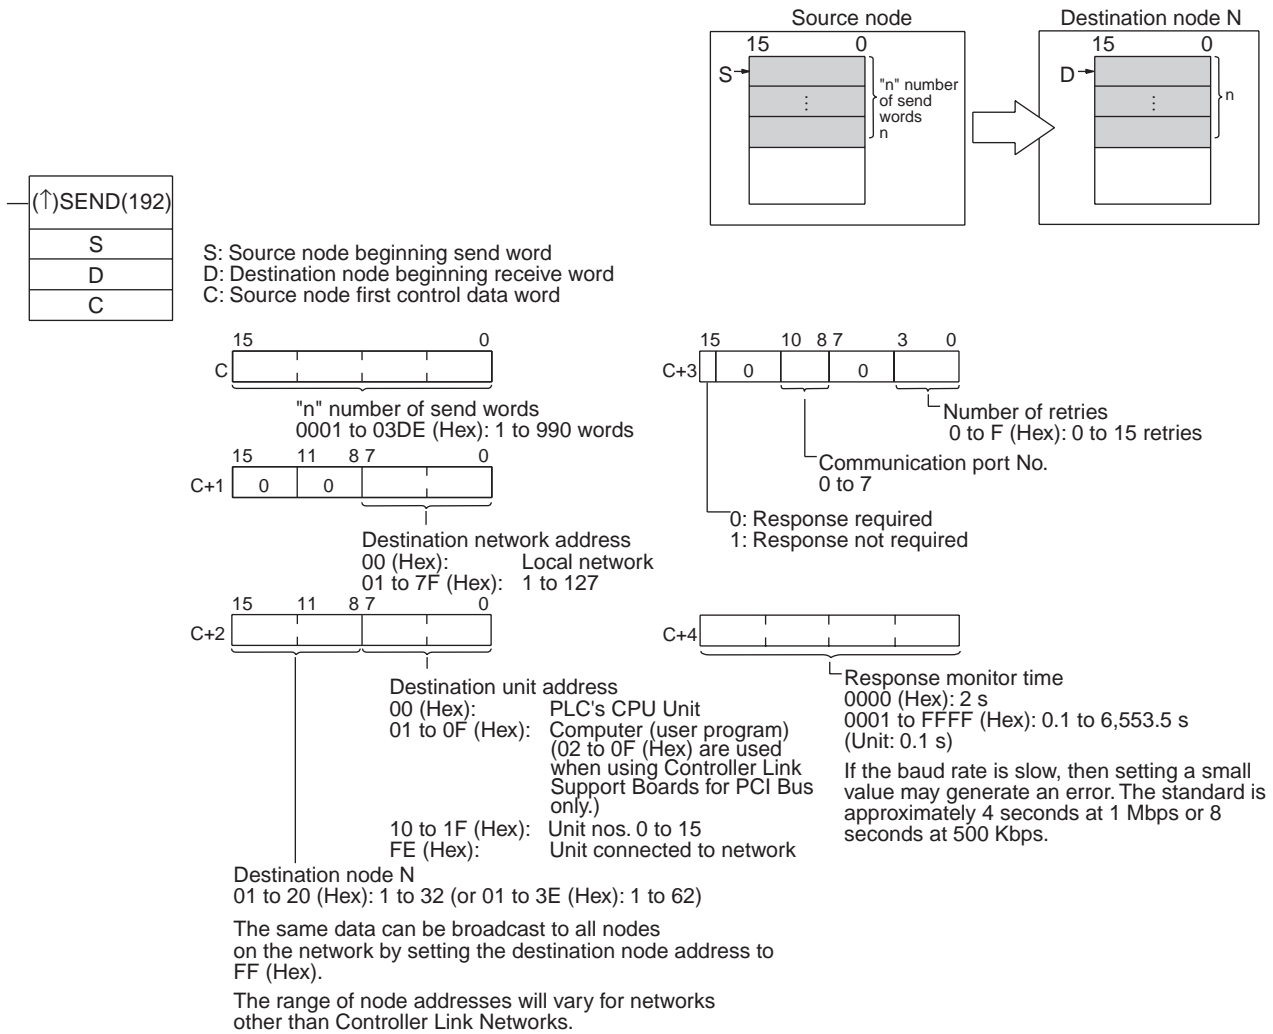 Source node
15 0
S
"n" number
of send
words
n
Destination node N
15 0
D
n
(↑)SEND(192)
S
D
C
S: Source node beginning send word
D: Destination node beginning receive word
C: Source node first control data word
15 0
C
"n" number of send words
0001 to 03DE (Hex): 1 to 990 words
15 11 8 7 0
C+1 0 0
Destination network address
00 (Hex): Local network
01 to 7F (Hex): 1 to 127
15 11 8 7 0
C+2
Destination unit address
00 (Hex): PLC's CPU Unit
01 to 0F (Hex): Computer (user program)
(02 to 0F (Hex) are used
when using Controller Link
Support Boards for PCI Bus
only.)
10 to 1F (Hex): Unit nos. 0 to 15
FE (Hex): Unit connected to network
Destination node N
01 to 20 (Hex): 1 to 32 (or 01 to 3E (Hex): 1 to 62)
The same data can be broadcast to all nodes
on the network by setting the destination node address to
FF (Hex).
The range of node addresses will vary for networks
other than Controller Link Networks.
15 10 8 7 3 0
C+3 0 0
Number of retries
0 to F (Hex): 0 to 15 retries
Communication port No.
0 to 7
0: Response required
1: Response not required
C+4
Response monitor time
0000 (Hex): 2 s
0001 to FFFF (Hex): 0.1 to 6,553.5 s
(Unit: 0.1 s)
If the baud rate is slow, then setting a small
value may generate an error. The standard is
approximately 4 seconds at 1 Mbps or 8
seconds at 500 Kbps.